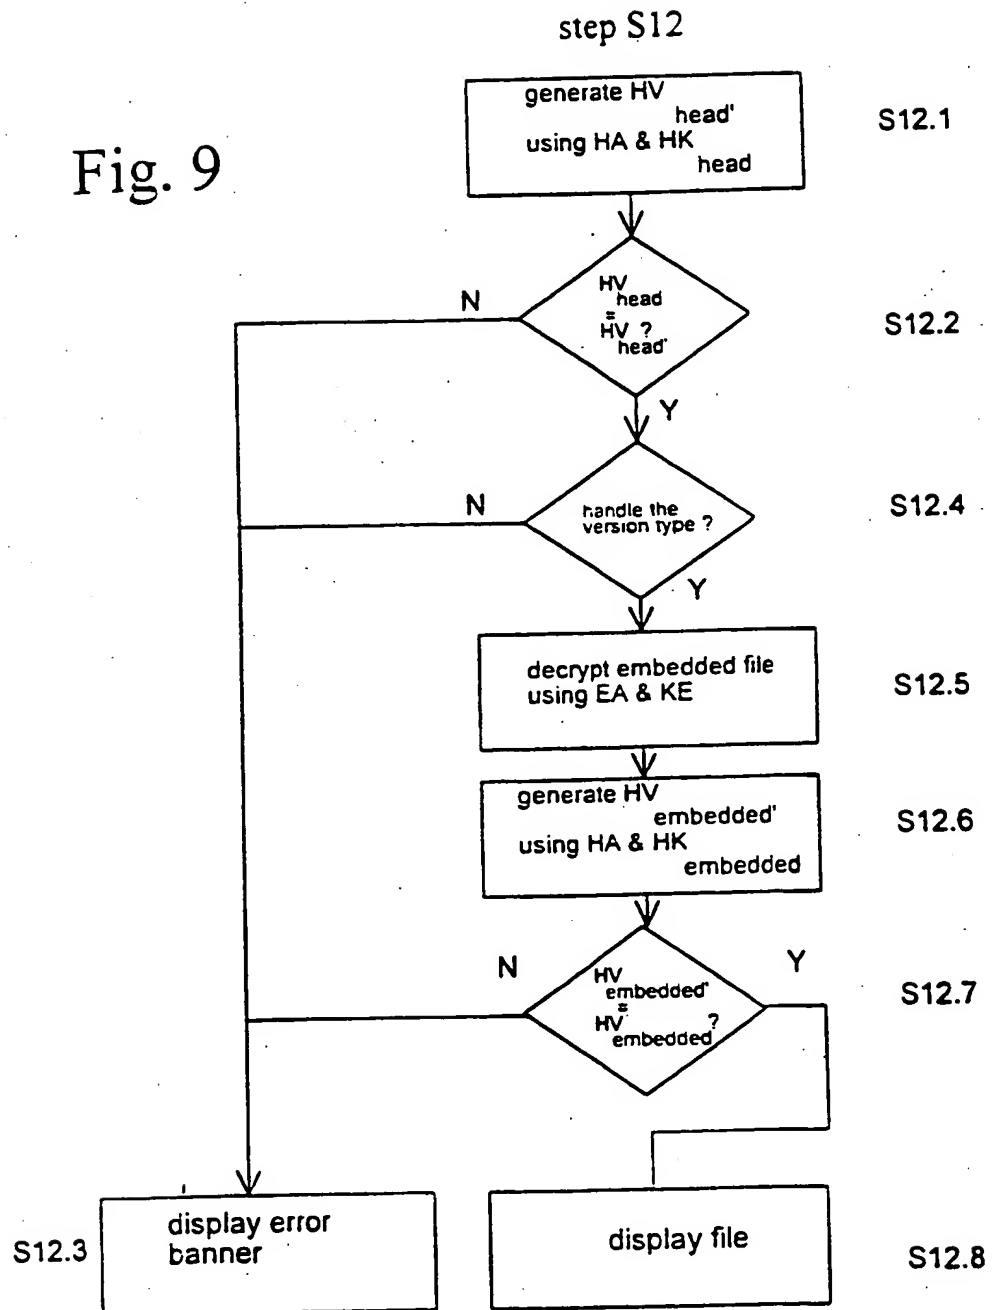 step S12
Fig. 9
generate HV
head'
using HA & HK
head
S12.1
HV
head
=
HV ?
head'
N
Y
S12.2
handle the
version type ?
N
Y
S12.4
decrypt embedded file
using EA & KE
S12.5
generate HV
embedded'
using HA & HK
embedded
S12.6
HV
embedded'
=
HV ?
embedded
N
Y
S12.7
S12.3
display error
banner
display file
S12.8